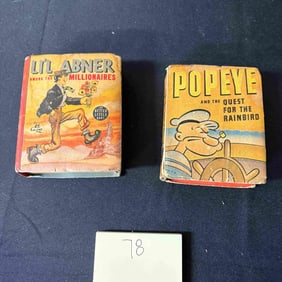 LI'L ABNER
AMONG THE MILLIONAIRES
POPEYE
AND THE QUEST
FOR THE
RAINBIRD
78